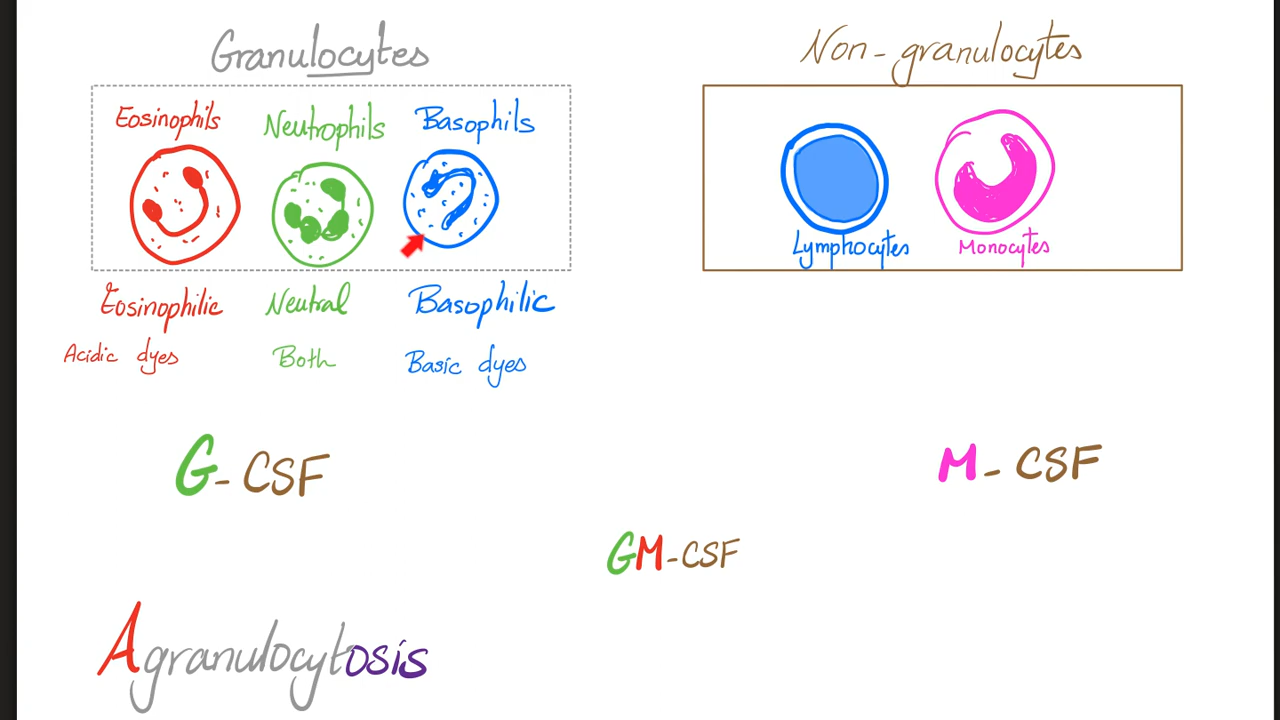 Granulocytes
Non-granulocytes
Eosinophils Neutrophils Basophils
Lymphocytes Monocytes
Eosinophilic Neutral Basophilic
Acidic dyes Both Basic dyes
G-CSF
M-CSF
GM-CSF
Agranulocytosis